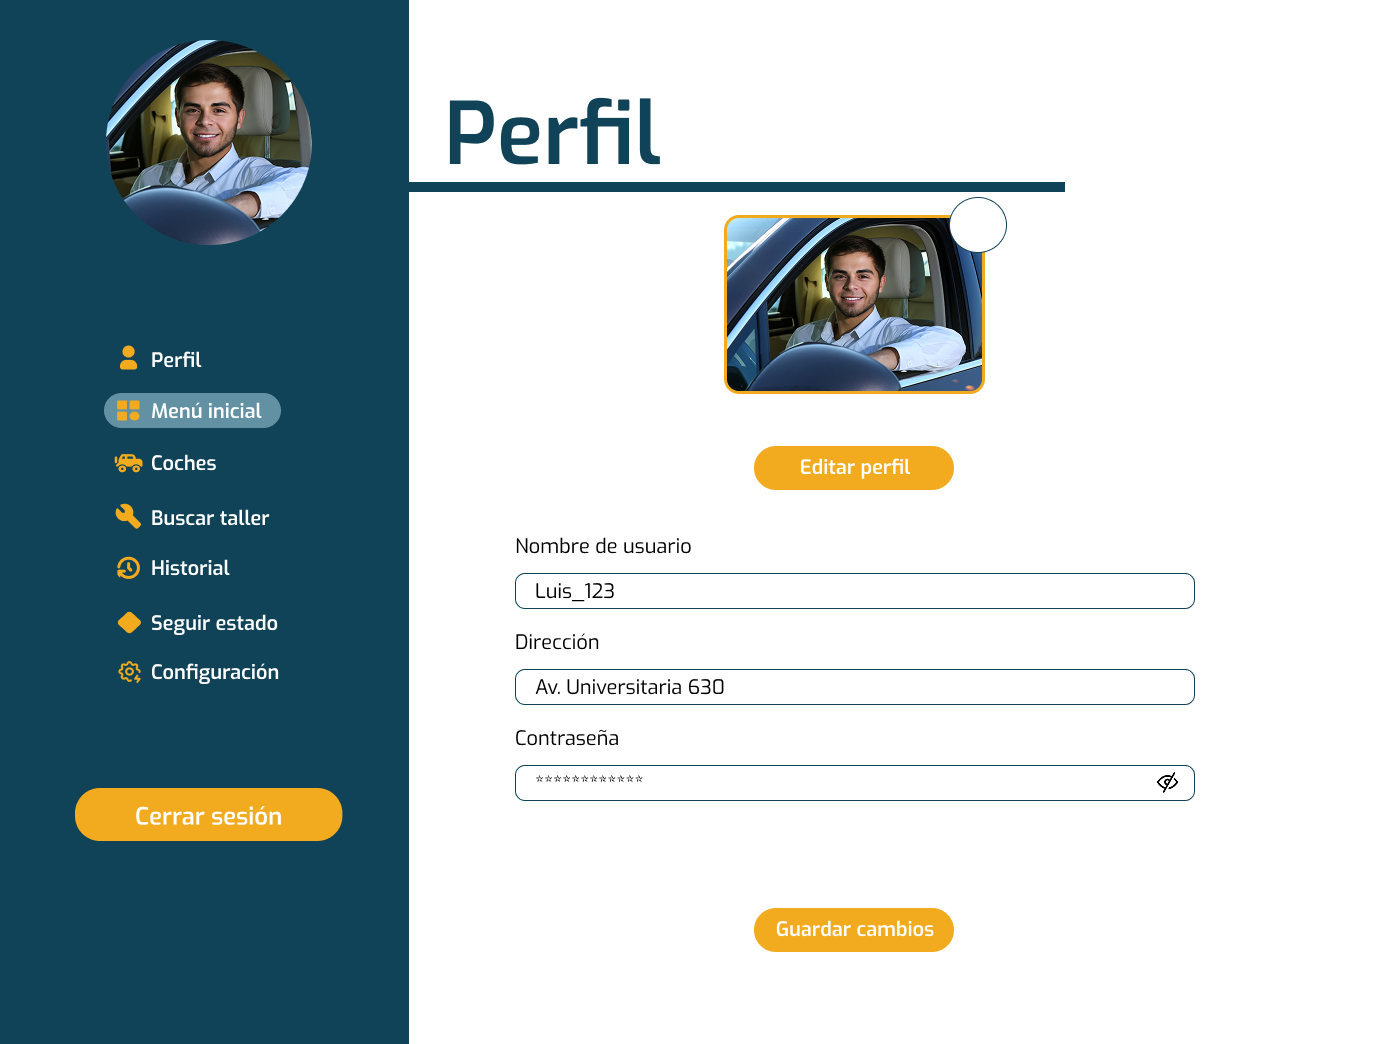 Perfil
Perfil
Menú inicial
Coches
Buscar taller
Historial
Seguir estado
Configuración
Cerrar sesión
Editar perfil
Nombre de usuario
Luis_123
Dirección
Av. Universitaria 630
Contraseña
************
Guardar cambios